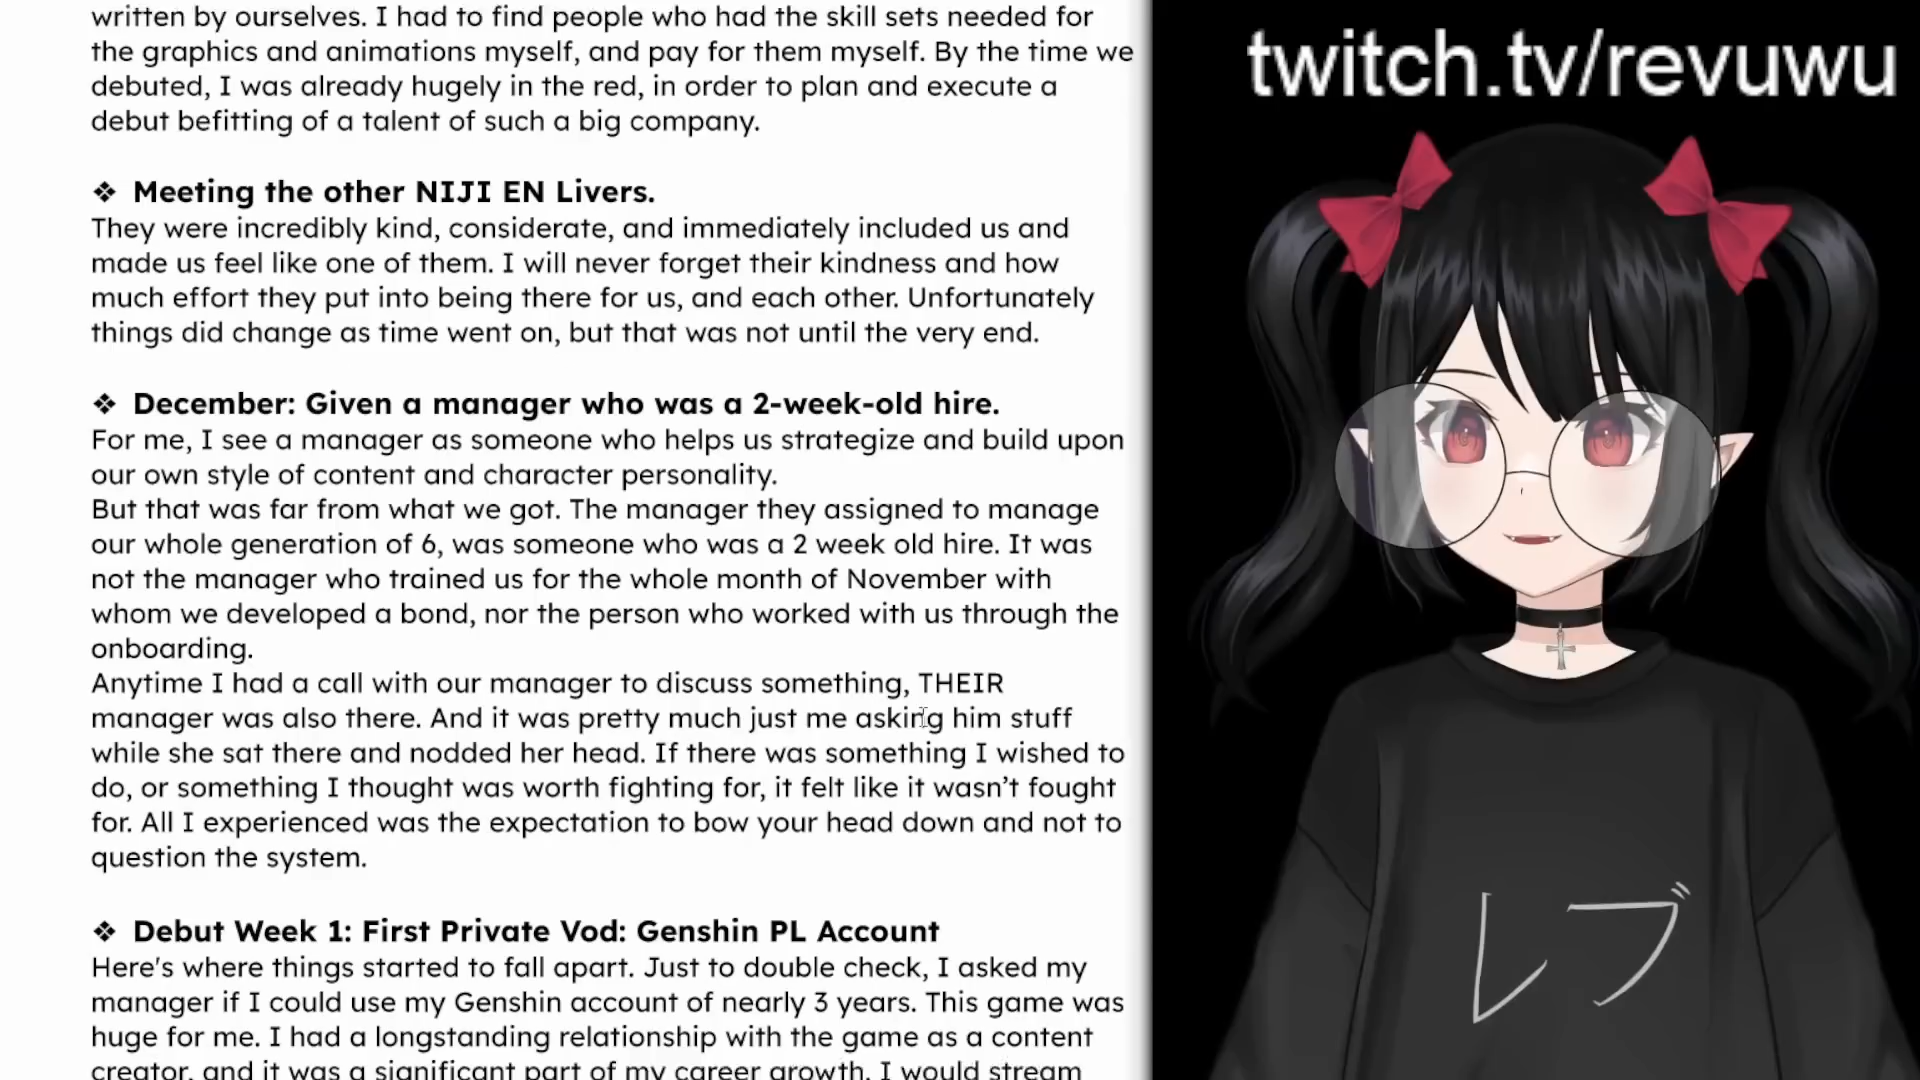 written by ourselves. I had to find people who had the skill sets needed for
the graphics and animations myself, and pay for them myself. By the time we
debuted, I was already hugely in the red, in order to plan and execute a
debut befitting of a talent of such a big company.
❖ Meeting the other NIJI EN Livers.
They were incredibly kind, considerate, and immediately included us and
made us feel like one of them. I will never forget their kindness and how
much effort they put into being there for us, and each other. Unfortunately
things did change as time went on, but that was not until the very end.
❖ December: Given a manager who was a 2-week-old hire.
For me, I see a manager as someone who helps us strategize and build upon
our own style of content and character personality.
But that was far from what we got. The manager they assigned to manage
our whole generation of 6, was someone who was a 2 week old hire. It was
not the manager who trained us for the whole month of November with
whom we developed a bond, nor the person who worked with us through the
onboarding.
Anytime I had a call with our manager to discuss something, THEIR
manager was also there. And it was pretty much just me asking him stuff
while she sat there and nodded her head. If there was something I wished to
do, or something I thought was worth fighting for, it felt like it wasn’t fought
for. All I experienced was the expectation to bow your head down and not to
question the system.
❖ Debut Week 1: First Private Vod: Genshin PL Account
Here's where things started to fall apart. Just to double check, I asked my
manager if I could use my Genshin account of nearly 3 years. This game was
huge for me. I had a longstanding relationship with the game as a content
creator, and it was a significant part of my career growth. I would stream
twitch.tv/revuwu
レブ